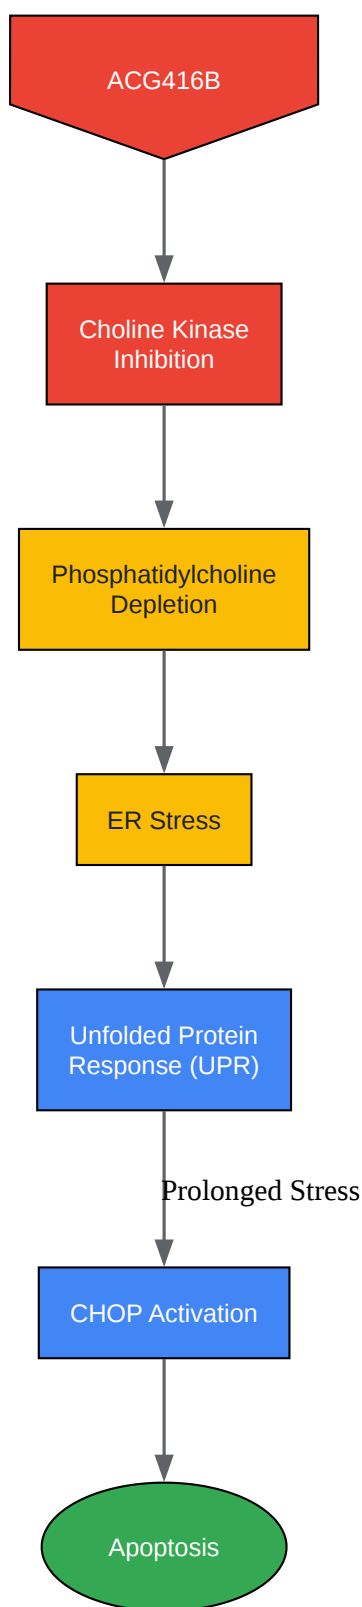 ACG416B
Choline Kinase
Inhibition
Phosphatidylcholine
Depletion
ER Stress
Unfolded Protein
Response (UPR)
Prolonged Stress
CHOP Activation
Apoptosis